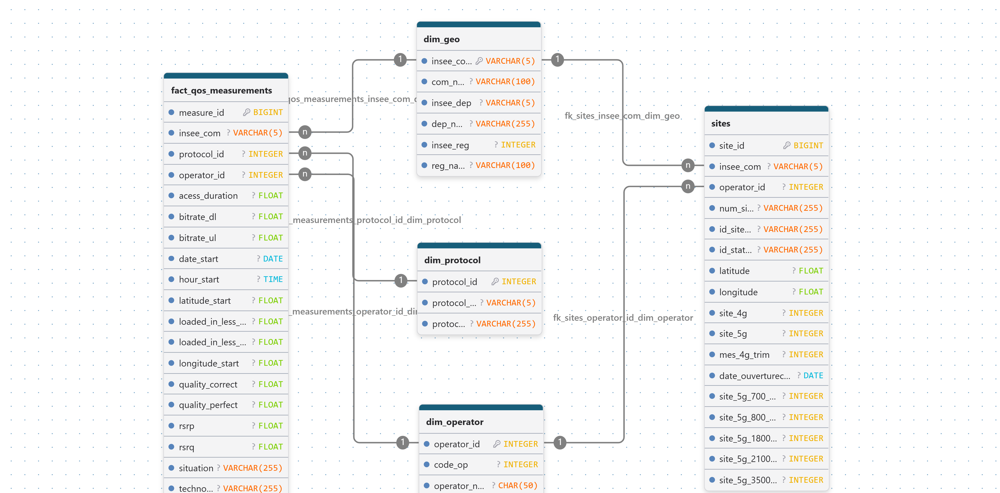 dim_geo
insee_co... VARCHAR(5)
com_n... ? VARCHAR(100)
insee_dep ? VARCHAR(5)
dep_n... ? VARCHAR(255)
insee_reg ? INTEGER
reg_na... ? VARCHAR(100)
1
1
fact_qos_measurements
measure_id BIGINT
insee_com ? VARCHAR(5)
protocol_id ? INTEGER
operator_id ? INTEGER
acess_duration ? FLOAT
bitrate_dl ? FLOAT
bitrate_ul ? FLOAT
date_start ? DATE
hour_start ? TIME
latitude_start ? FLOAT
loaded_in_less_... ? FLOAT
loaded_in_less_... ? FLOAT
longitude_start ? FLOAT
quality_correct ? FLOAT
quality_perfect ? FLOAT
rsrp ? FLOAT
rsrq ? FLOAT
situation ? VARCHAR(255)
techno... ? VARCHAR(255)
n
n
n
qos_measurements_insee_com_d
_measurements_protocol_id_dim_protocol
_measurements_operator_id_di
fk_sites_insee_com_dim_geo
fk_sites_operator_id_dim_operator
dim_protocol
protocol_id INTEGER
protocol_... ? VARCHAR(5)
protoc... ? VARCHAR(255)
1
dim_operator
operator_id INTEGER
code_op ? INTEGER
operator_n... ? CHAR(50)
1
1
sites
site_id BIGINT
insee_com ? VARCHAR(5)
operator_id ? INTEGER
num_si... ? VARCHAR(255)
id_site... ? VARCHAR(255)
id_stat... ? VARCHAR(255)
latitude ? FLOAT
longitude ? FLOAT
site_4g ? INTEGER
site_5g ? INTEGER
mes_4g_trim ? INTEGER
date_ouverturec... ? DATE
site_5g_700_... ? INTEGER
site_5g_800_... ? INTEGER
site_5g_1800... ? INTEGER
site_5g_2100... ? INTEGER
site_5g_3500... ? INTEGER
n
n